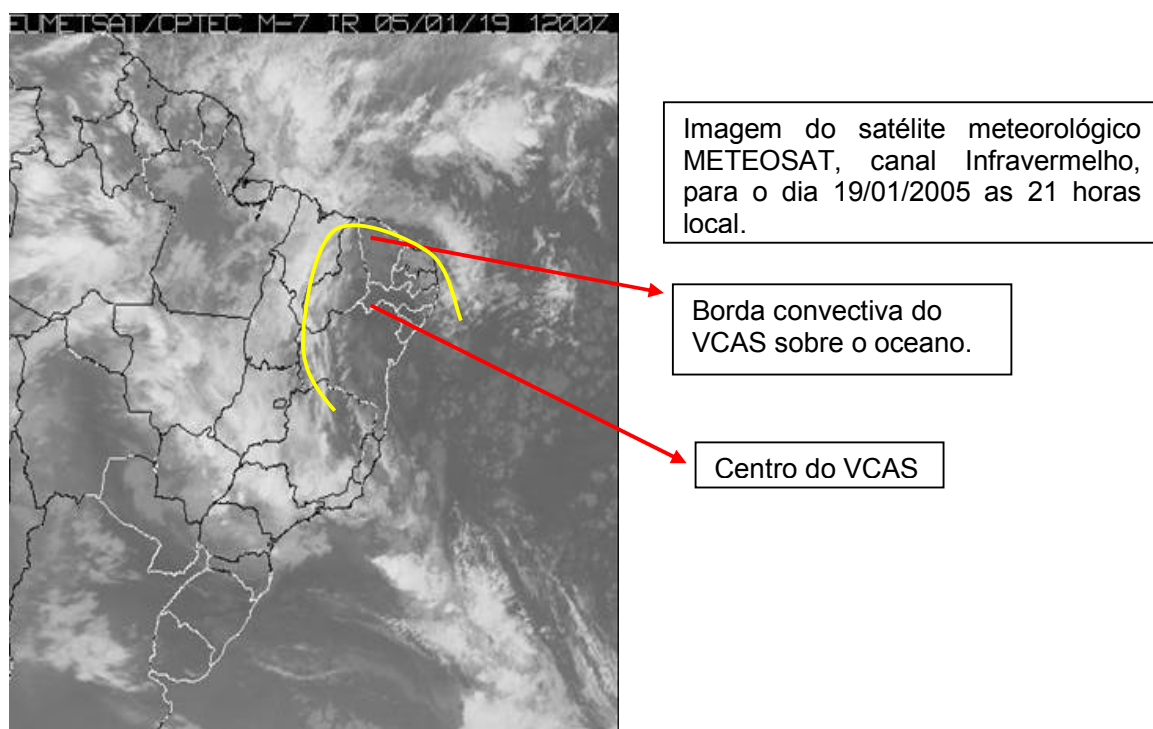 EUMETSAT/CPTEC M-7 IR 05/01/19 1200Z
Imagem do satélite meteorológico
METEOSAT, canal Infravermelho,
para o dia 19/01/2005 as 21 horas
local.
Borda convectiva do
VCAS sobre o oceano.
Centro do VCAS